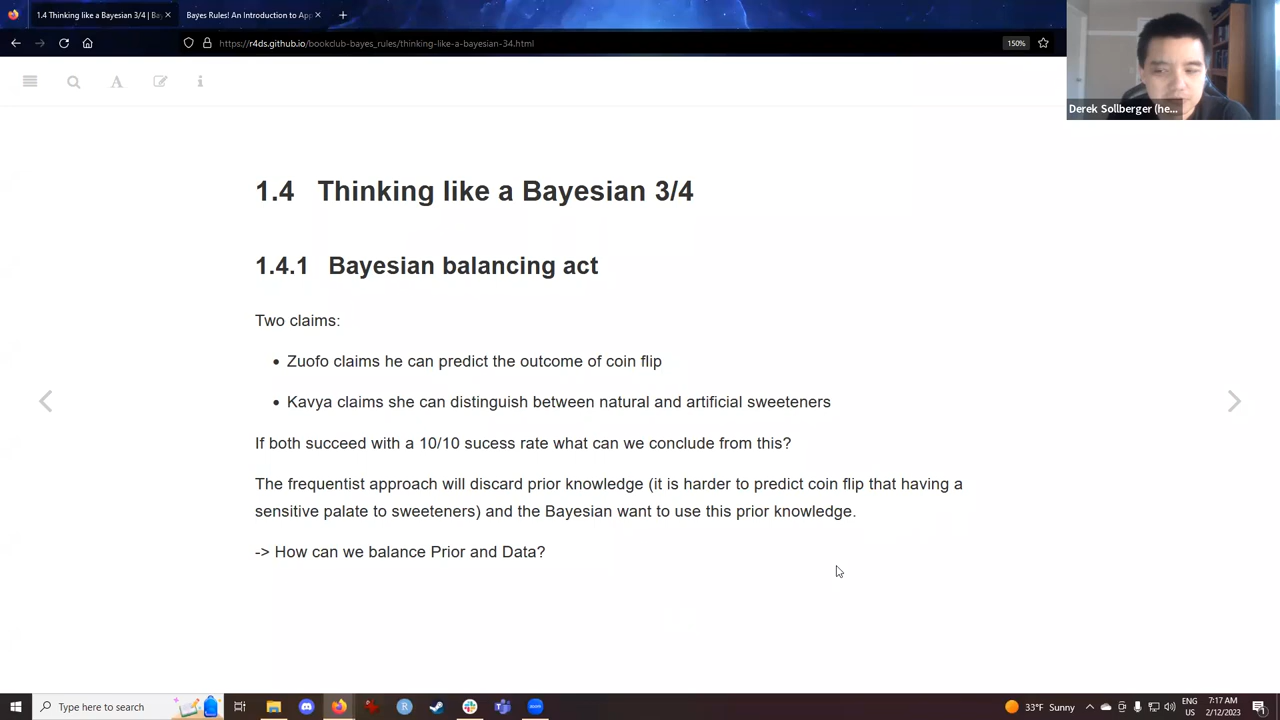 1.4 Thinking like a Bayesian 3/4 | Bay
Bayes Rules! An Introduction to App
https://r4ds.github.io/bookclub-bayes_rules/thinking-like-a-bayesian-34.html
150%
Derek Sollberger (he...
1.4 Thinking like a Bayesian 3/4
1.4.1 Bayesian balancing act
Two claims:
• Zuofo claims he can predict the outcome of coin flip
• Kavya claims she can distinguish between natural and artificial sweeteners
If both succeed with a 10/10 sucess rate what can we conclude from this?
The frequentist approach will discard prior knowledge (it is harder to predict coin flip that having a
sensitive palate to sweeteners) and the Bayesian want to use this prior knowledge.
-> How can we balance Prior and Data?
Type here to search
33°F Sunny
ENG
US
7:17 AM
2/12/2023